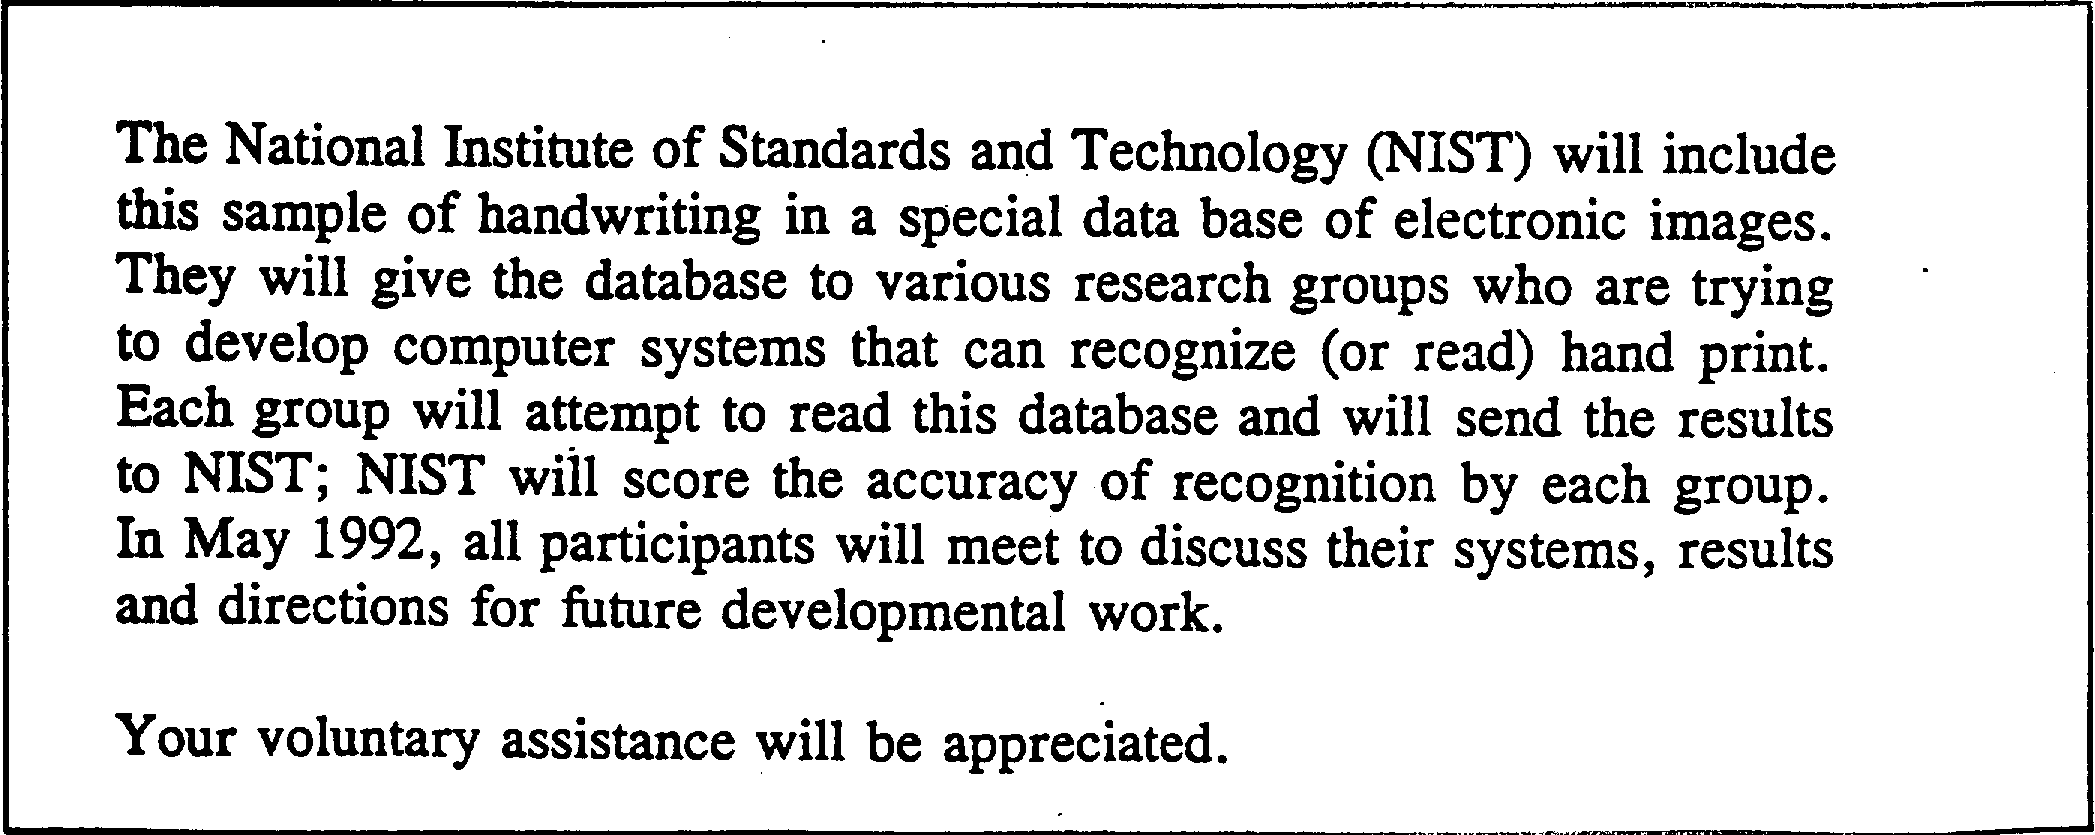 The National Institute of Standards and Technology (NIST) will include
this sample of handwriting in a special data base of electronic images.
They will give the database to various research groups who are trying
to develop computer systems that can recognize (or read) hand print.
Each group will attempt to read this database and will send the results
to NIST; NIST will score the accuracy of recognition by each group.
In May 1992, all participants will meet to discuss their systems, results
and directions for future developmental work.
Your voluntary assistance will be appreciated.